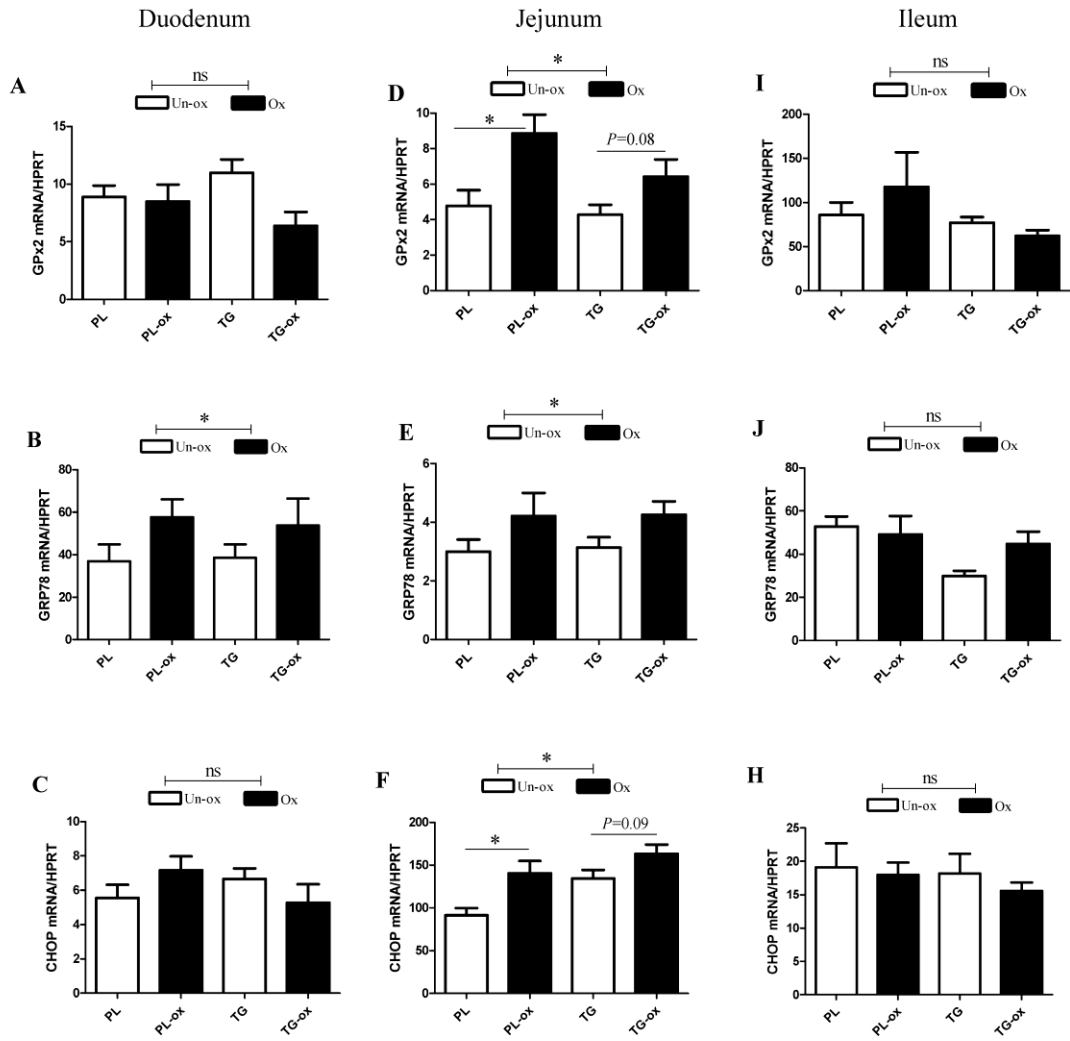 Duodenum
Jejunum
Ileum
A
ns
Un-ox Ox
GPx2 mRNA/HPRT
15
10
5
0
PL PL-ox TG TG-ox
D
*
Un-ox Ox
*
P=0.08
GPx2 mRNA/HPRT
10
8
6
4
2
0
PL PL-ox TG TG-ox
I
ns
Un-ox Ox
GPx2 mRNA/HPRT
200
150
100
50
0
PL PL-ox TG TG-ox
B
*
Un-ox Ox
GRP78 mRNA/HPRT
80
60
40
20
0
PL PL-ox TG TG-ox
E
*
Un-ox Ox
GRP78 mRNA/HPRT
6
4
2
0
PL PL-ox TG TG-ox
J
ns
Un-ox Ox
GRP78 mRNA/HPRT
80
60
40
20
0
PL PL-ox TG TG-ox
C
ns
Un-ox Ox
CHOP mRNA/HPRT
10
8
6
4
2
0
PL PL-ox TG TG-ox
F
*
Un-ox Ox
*
P=0.09
CHOP mRNA/HPRT
200
150
100
50
0
PL PL-ox TG TG-ox
H
ns
Un-ox Ox
CHOP mRNA/HPRT
25
20
15
10
5
0
PL PL-ox TG TG-ox